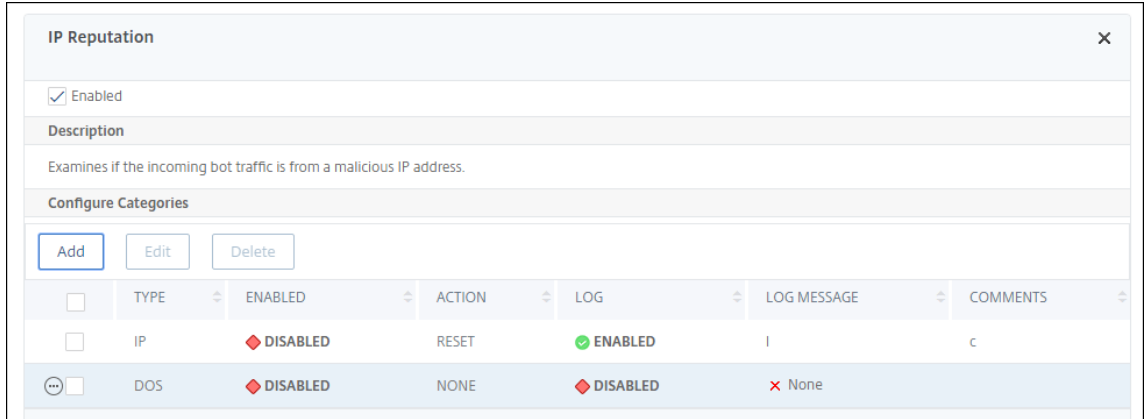 IP Reputation
Enabled
Description
Examines if the incoming bot traffic is from a malicious IP address.
Configure Categories
Add Edit Delete
TYPE ENABLED ACTION LOG LOG MESSAGE COMMENTS
IP DISABLED RESET ENABLED l c
DOS DISABLED NONE DISABLED None